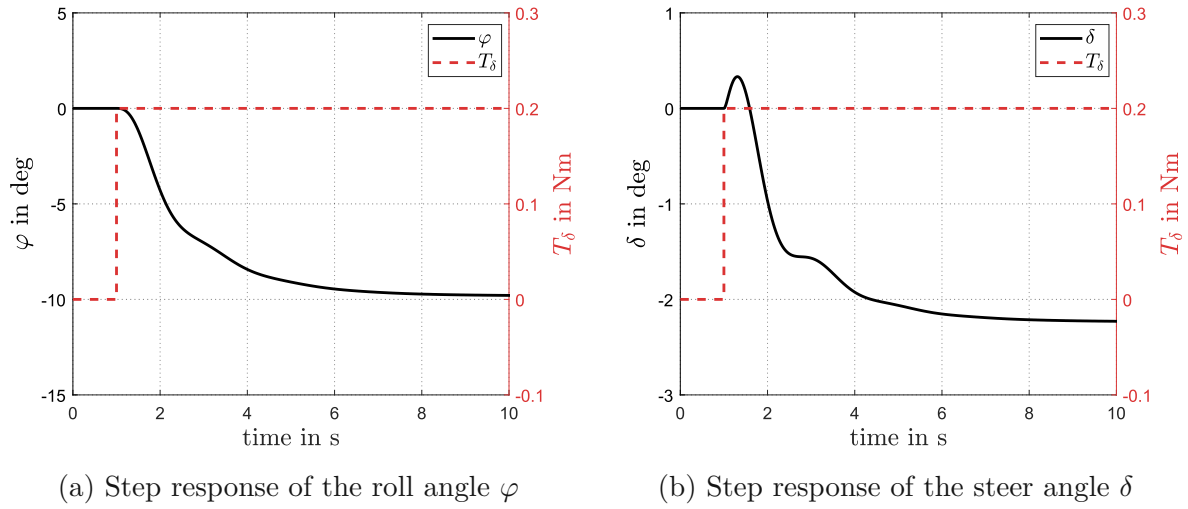 5
0
-5
-10
-15
φ in deg
0 2 4 6 8 10
time in s
0.3
0.2
0.1
0
-0.1
T_δ in Nm
φ
T_δ
(a) Step response of the roll angle φ
1
0
-1
-2
-3
δ in deg
0 2 4 6 8 10
time in s
0.3
0.2
0.1
0
-0.1
T_δ in Nm
δ
T_δ
(b) Step response of the steer angle δ